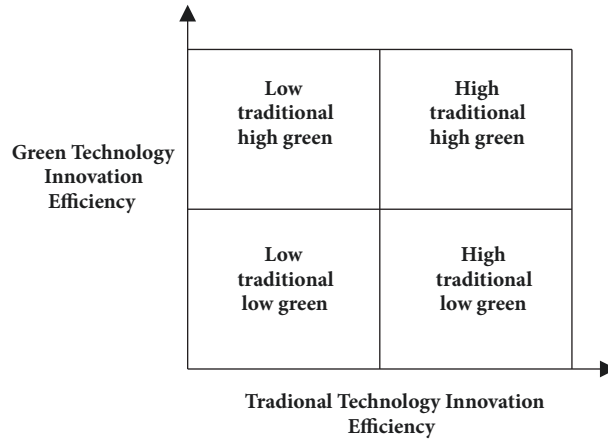 Low
traditional
high green
High
traditional
high green
Green Technology
Innovation
Efficiency
Low
traditional
low green
High
traditional
low green
Tradional Technology Innovation
Efficiency